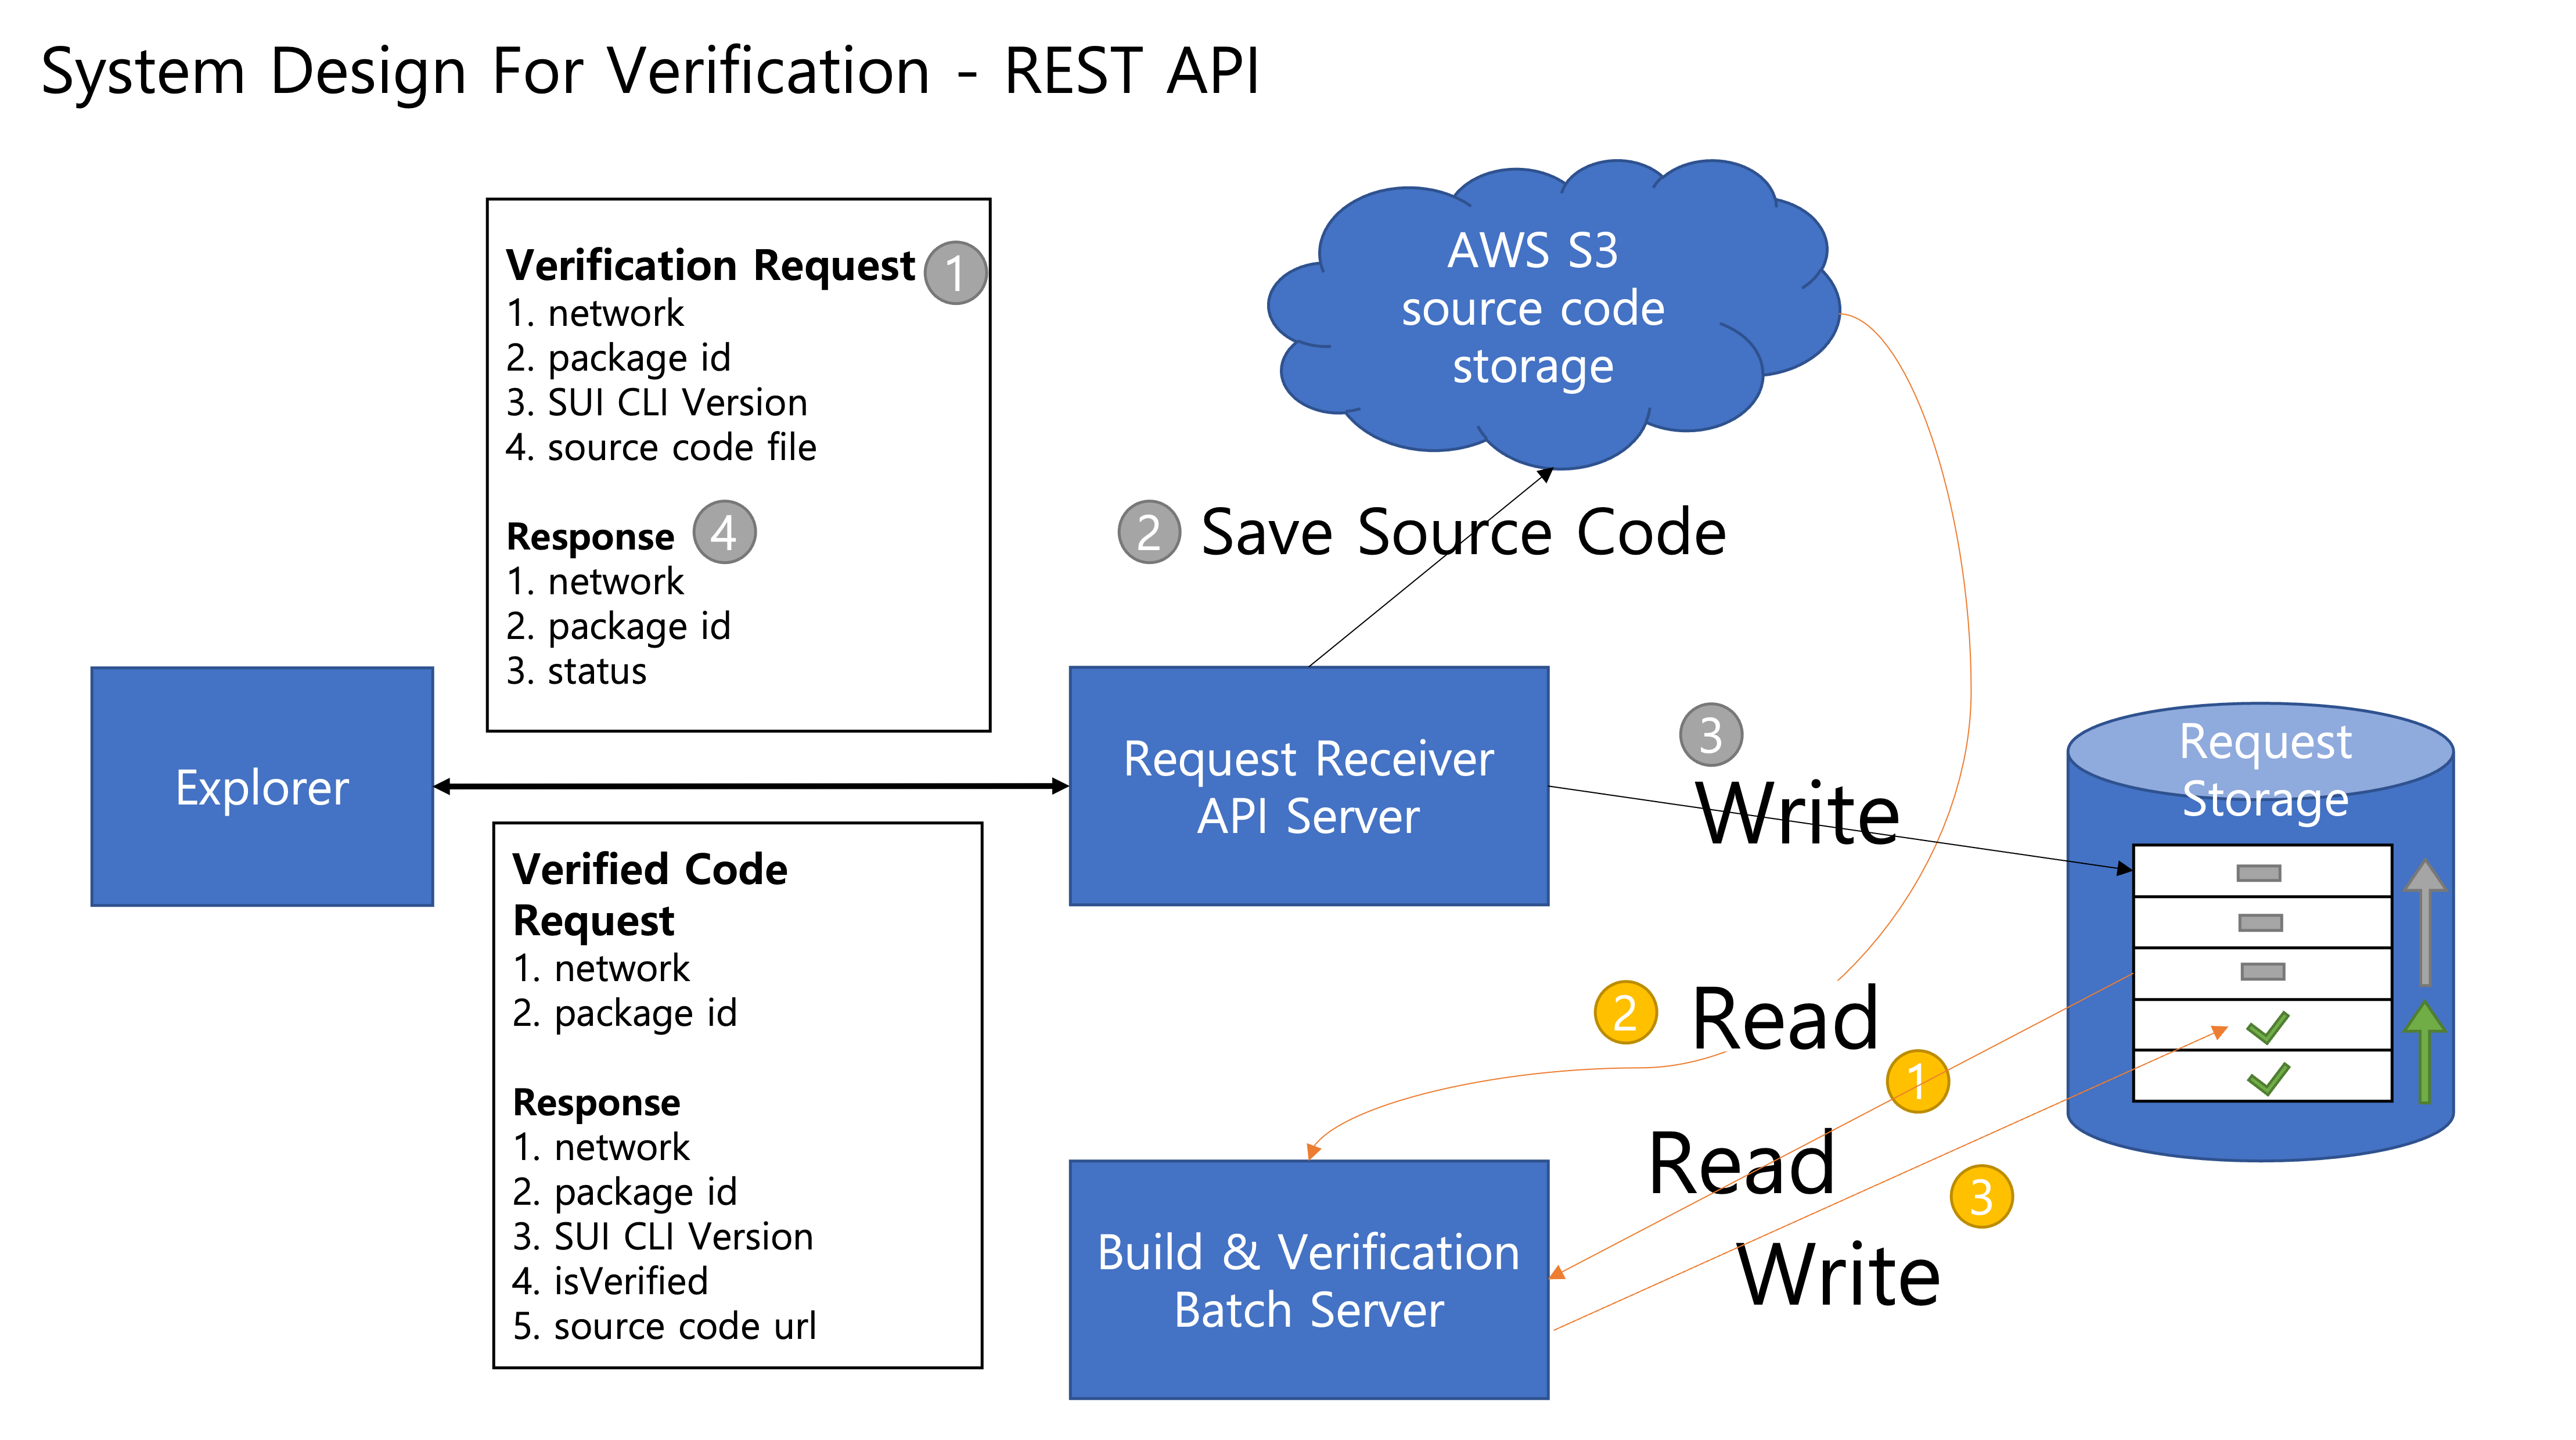 System Design For Verification - REST API
Verification Request 1
1. network
2. package id
3. SUI CLI Version
4. source code file
Response 4
1. network
2. package id
3. status
AWS S3
source code
storage
2 Save Source Code
Explorer
Request Receiver
API Server
3
Write
Request
Storage
Verified Code
Request
1. network
2. package id
Response
1. network
2. package id
3. SUI CLI Version
4. isVerified
5. source code url
2 Read
1
Read
3
Write
Build & Verification
Batch Server